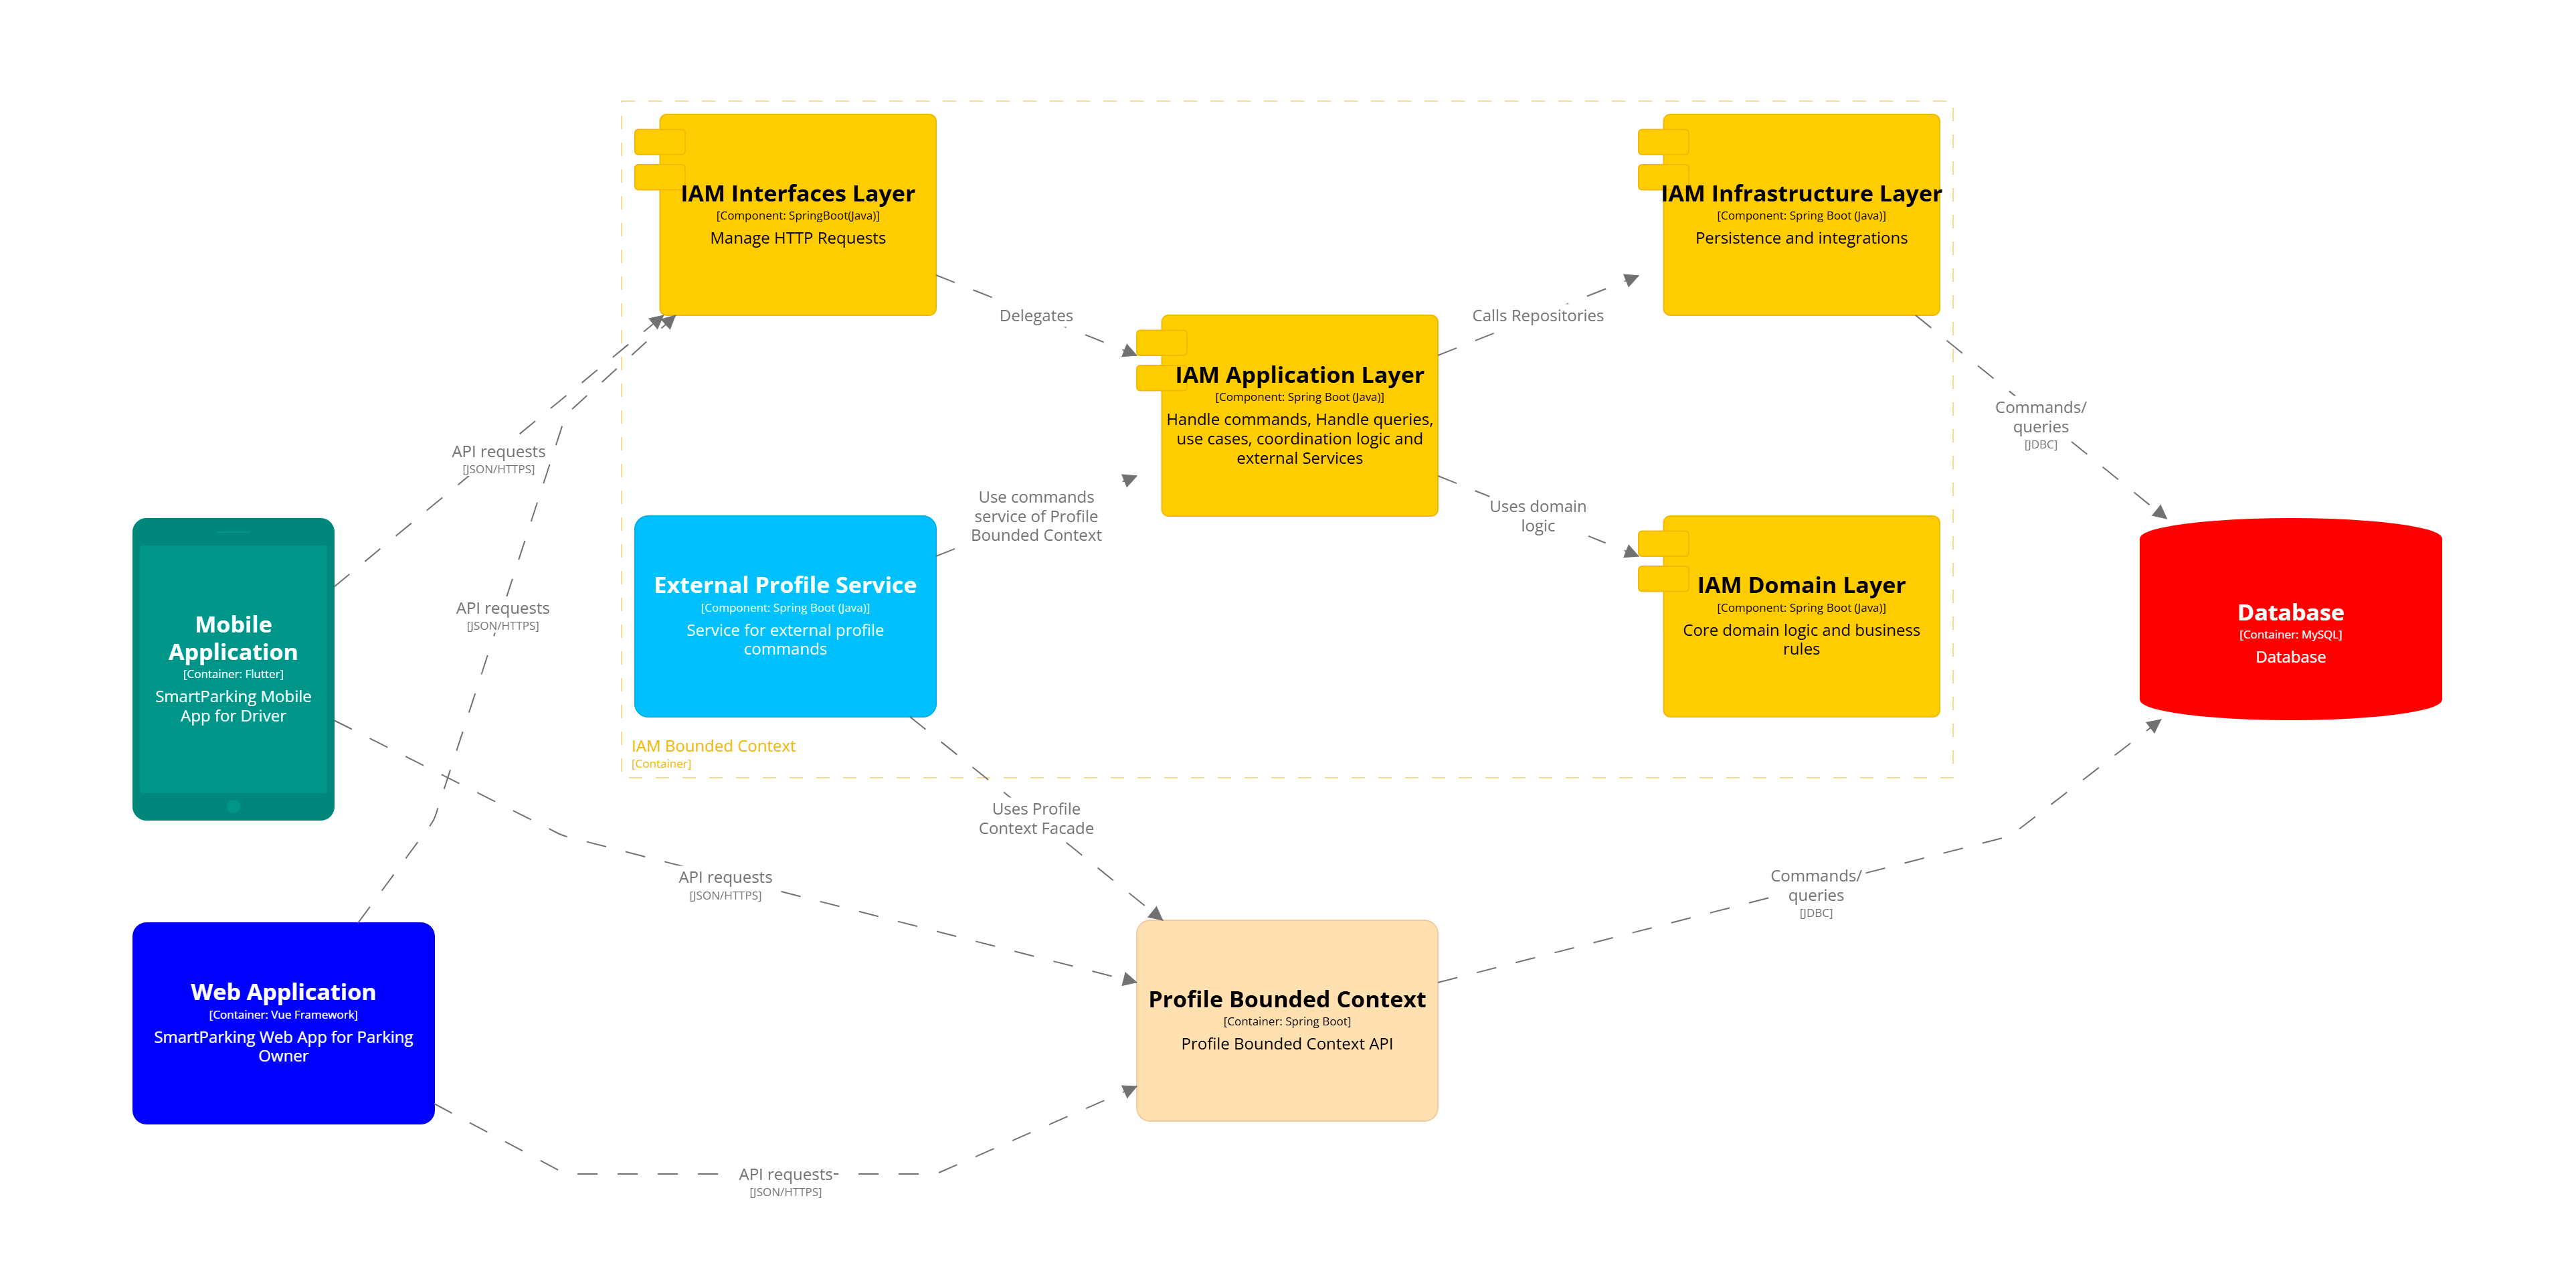 IAM Interfaces Layer
[Component: SpringBoot(Java)]
Manage HTTP Requests
IAM Infrastructure Layer
[Component: Spring Boot (Java)]
Persistence and integrations
Delegates
Calls Repositories
IAM Application Layer
[Component: Spring Boot (Java)]
Handle commands, Handle queries,
use cases, coordination logic and
external Services
Commands/
queries
[JDBC]
API requests
[JSON/HTTPS]
Use commands
service of Profile
Bounded Context
Uses domain
logic
External Profile Service
[Component: Spring Boot (Java)]
Service for external profile
commands
IAM Domain Layer
[Component: Spring Boot (Java)]
Core domain logic and business
rules
API requests
[JSON/HTTPS]
Mobile
Application
[Container: Flutter]
SmartParking Mobile
App for Driver
Database
[Container: MySQL]
Database
IAM Bounded Context
[Container]
Uses Profile
Context Facade
API requests
[JSON/HTTPS]
Commands/
queries
[JDBC]
Web Application
[Container: Vue Framework]
SmartParking Web App for Parking
Owner
Profile Bounded Context
[Container: Spring Boot]
Profile Bounded Context API
API requests
[JSON/HTTPS]